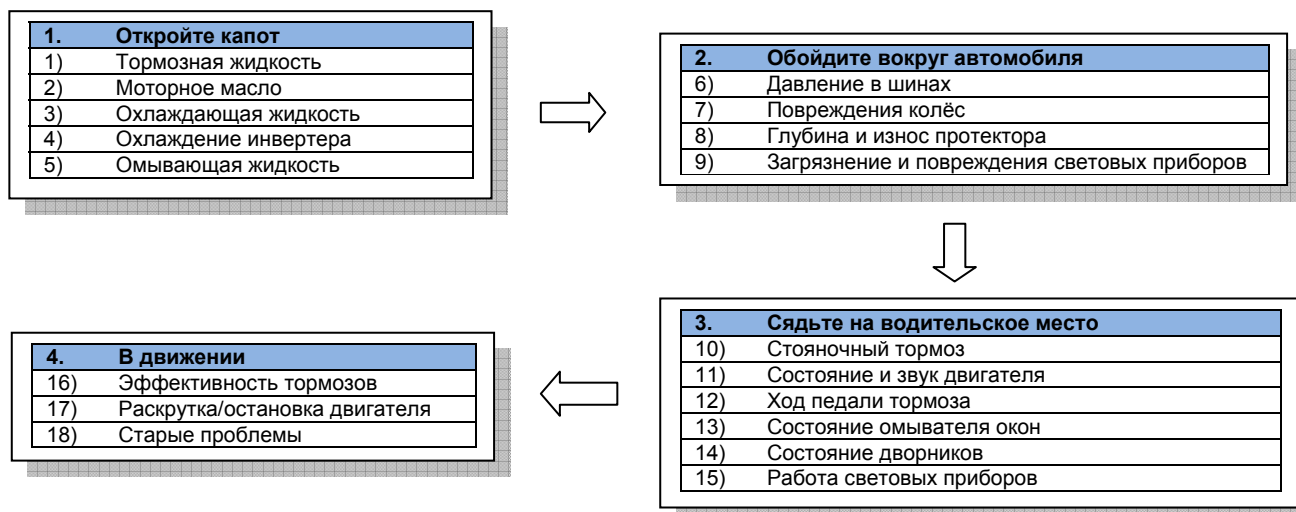 1. Откройте капот
1) Тормозная жидкость
2) Моторное масло
3) Охлаждающая жидкость
4) Охлаждение инвертера
5) Омывающая жидкость
2. Обойдите вокруг автомобиля
6) Давление в шинах
7) Повреждения колёс
8) Глубина и износ протектора
9) Загрязнение и повреждения световых приборов
3. Сядьте на водительское место
10) Стояночный тормоз
11) Состояние и звук двигателя
12) Ход педали тормоза
13) Состояние омывателя окон
14) Состояние дворников
15) Работа световых приборов
4. В движении
16) Эффективность тормозов
17) Раскрутка/остановка двигателя
18) Старые проблемы